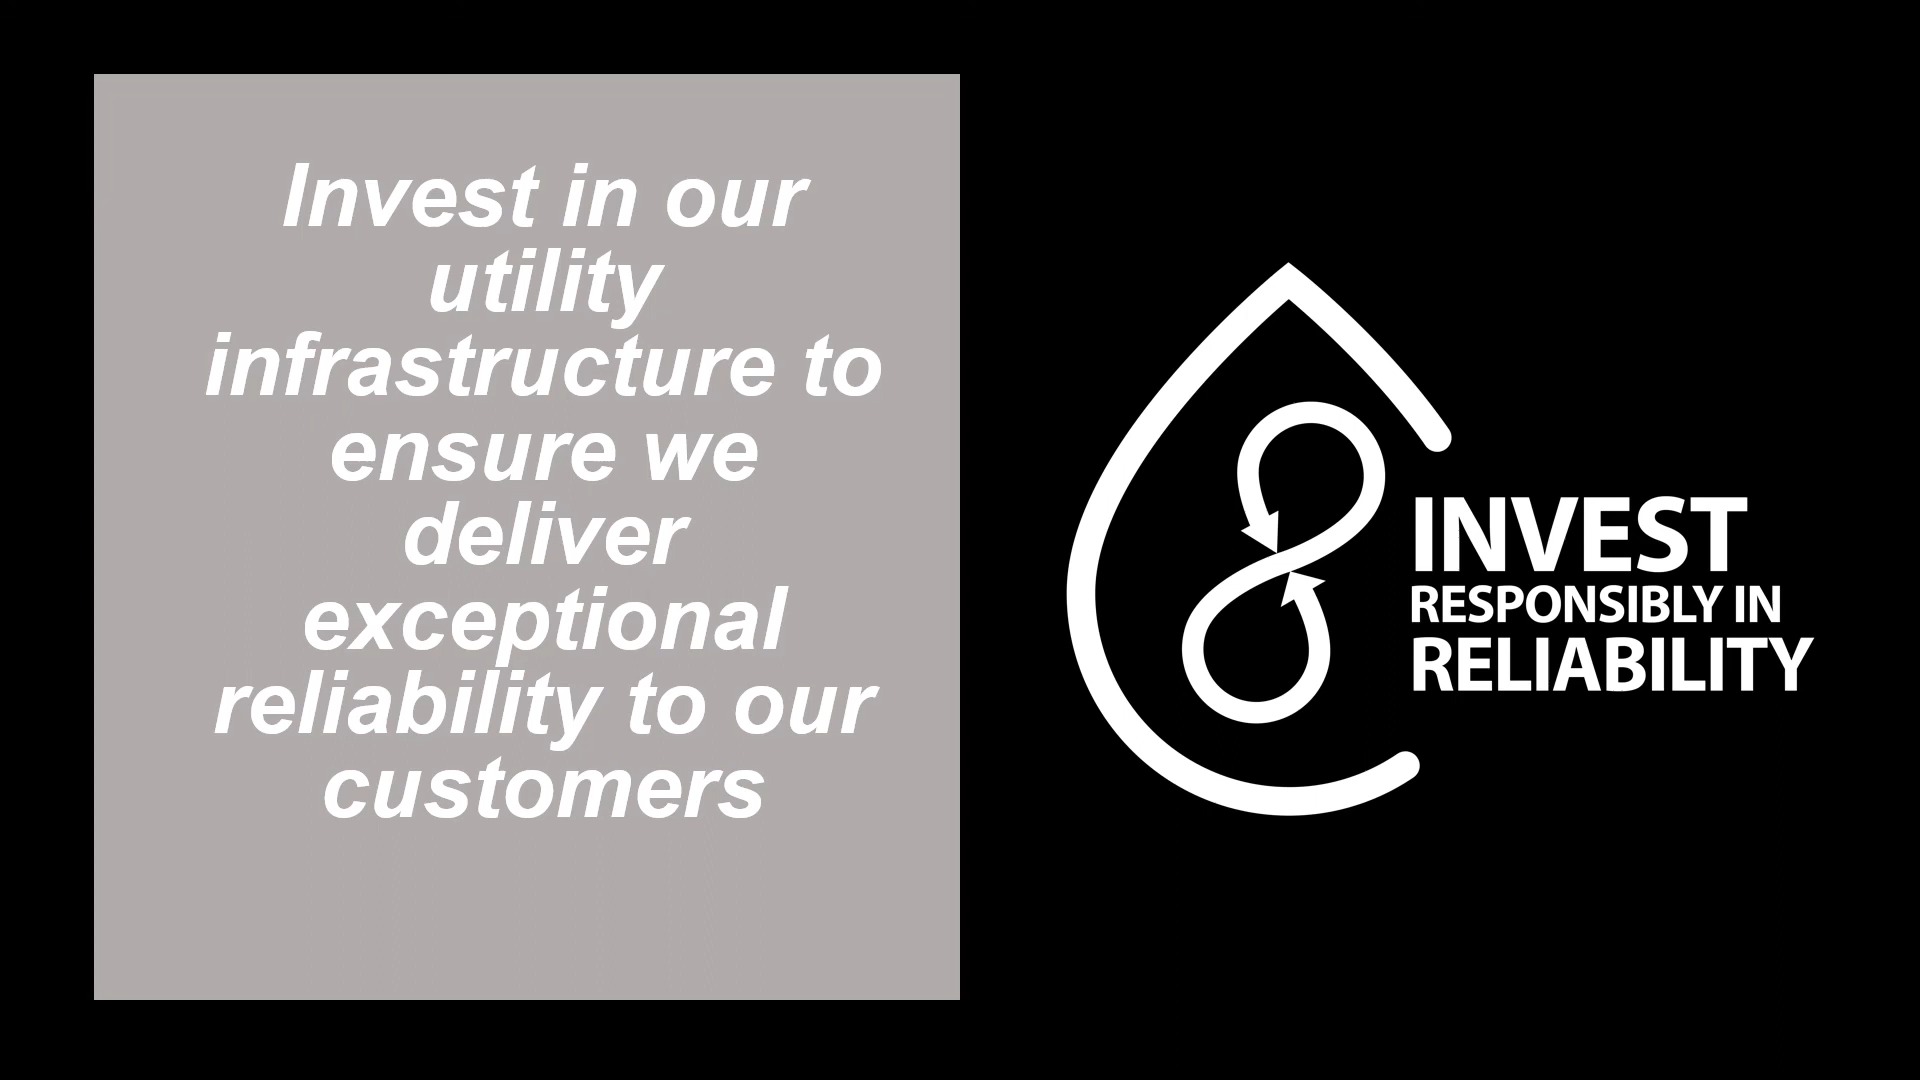 Invest in our
utility
infrastructure to
ensure we
deliver
exceptional
reliability to our
customers
INVEST
RESPONSIBLY IN
RELIABILITY